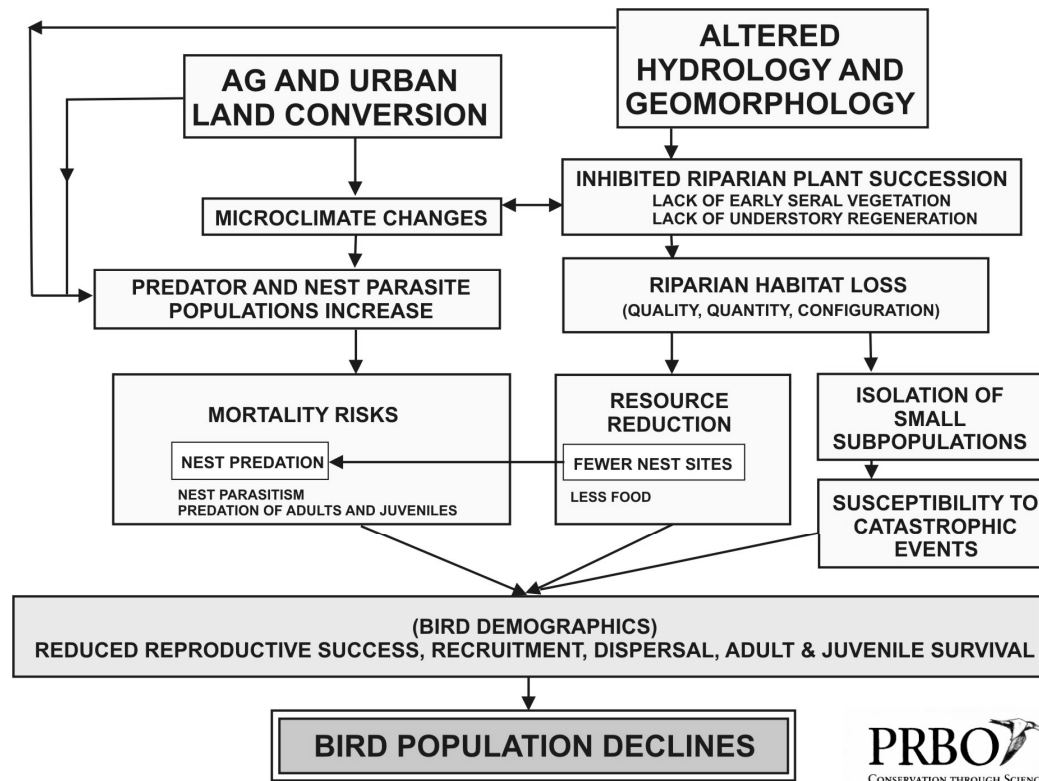 ALTERED
HYDROLOGY AND
GEOMORPHOLOGY
AG AND URBAN
LAND CONVERSION
INHIBITED RIPARIAN PLANT SUCCESSION
LACK OF EARLY SERAL VEGETATION
LACK OF UNDERSTORY REGENERATION
MICROCLIMATE CHANGES
PREDATOR AND NEST PARASITE
POPULATIONS INCREASE
RIPARIAN HABITAT LOSS
(QUALITY, QUANTITY, CONFIGURATION)
MORTALITY RISKS
NEST PREDATION
NEST PARASITISM
PREDATION OF ADULTS AND JUVENILES
RESOURCE
REDUCTION
FEWER NEST SITES
LESS FOOD
ISOLATION OF
SMALL
SUBPOPULATIONS
SUSCEPTIBILITY TO
CATASTROPHIC
EVENTS
(BIRD DEMOGRAPHICS)
REDUCED REPRODUCTIVE SUCCESS, RECRUITMENT, DISPERSAL, ADULT & JUVENILE SURVIVAL
BIRD POPULATION DECLINES
PRBO
CONSERVATION THROUGH SCIENC